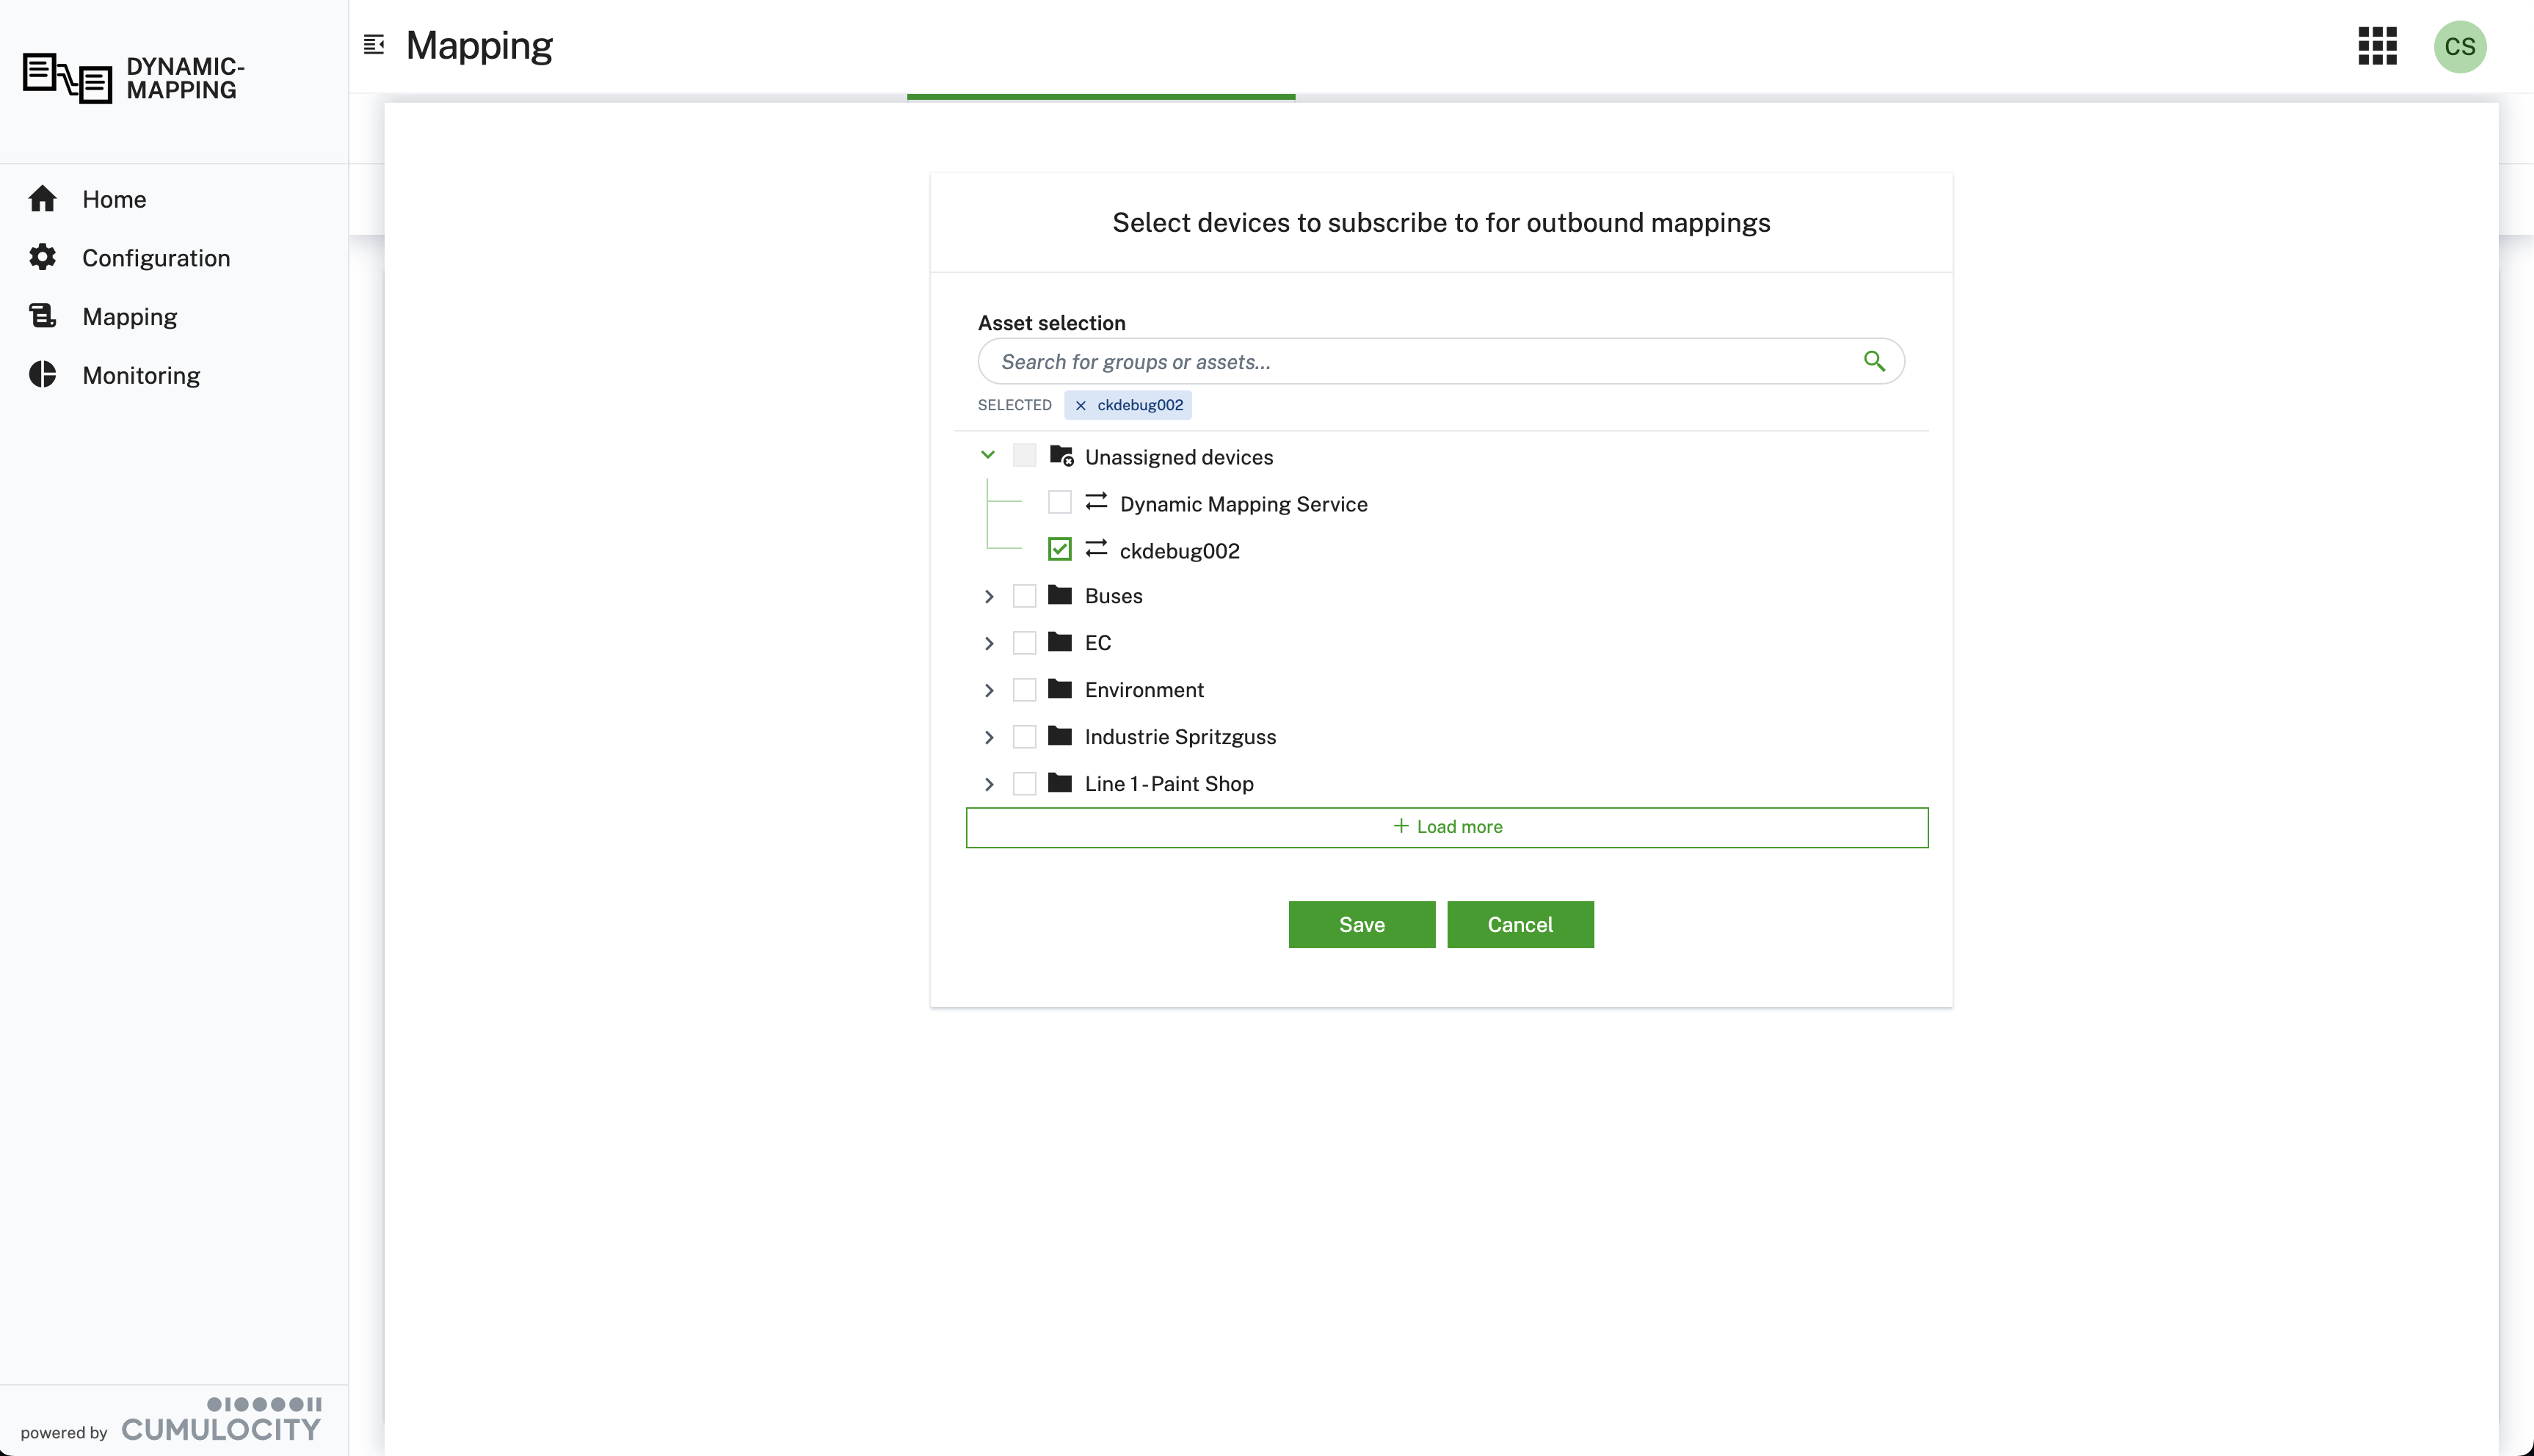 DYNAMIC-
MAPPING
Mapping
CS
Home
Configuration
Mapping
Monitoring
Select devices to subscribe to for outbound mappings
Asset selection
Search for groups or assets...
SELECTED × ckdebug002
Unassigned devices
Dynamic Mapping Service
ckdebug002
Buses
EC
Environment
Industrie Spritzguss
Line 1 - Paint Shop
+ Load more
Save
Cancel
powered by CUMULOCITY